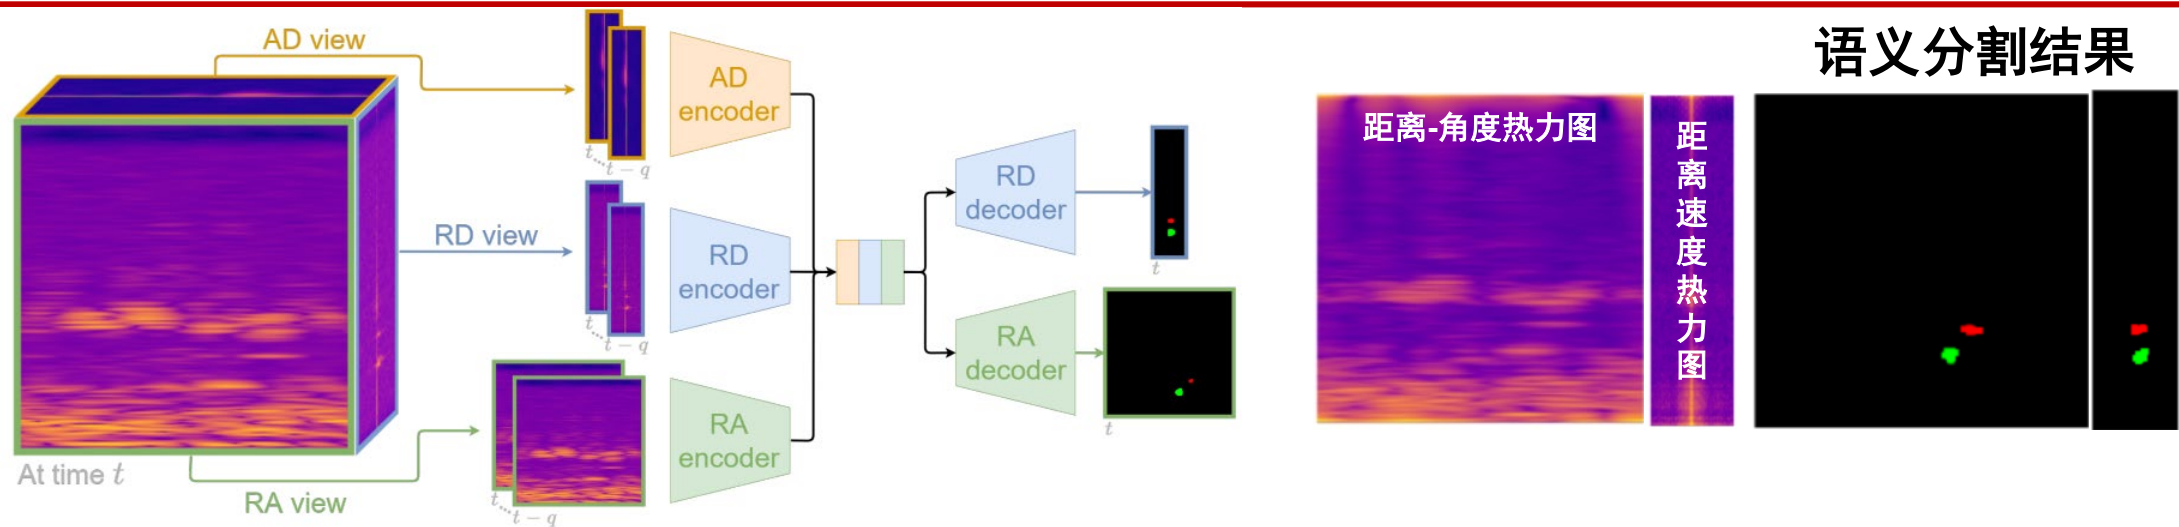 AD view
AD
encoder
t...t − q
RD view
RD
encoder
t...t − q
RA view
RA
encoder
t...t − q
At time t
RD
decoder
t
RA
decoder
t
距离-角度热力图
距离速度热力图
语义分割结果